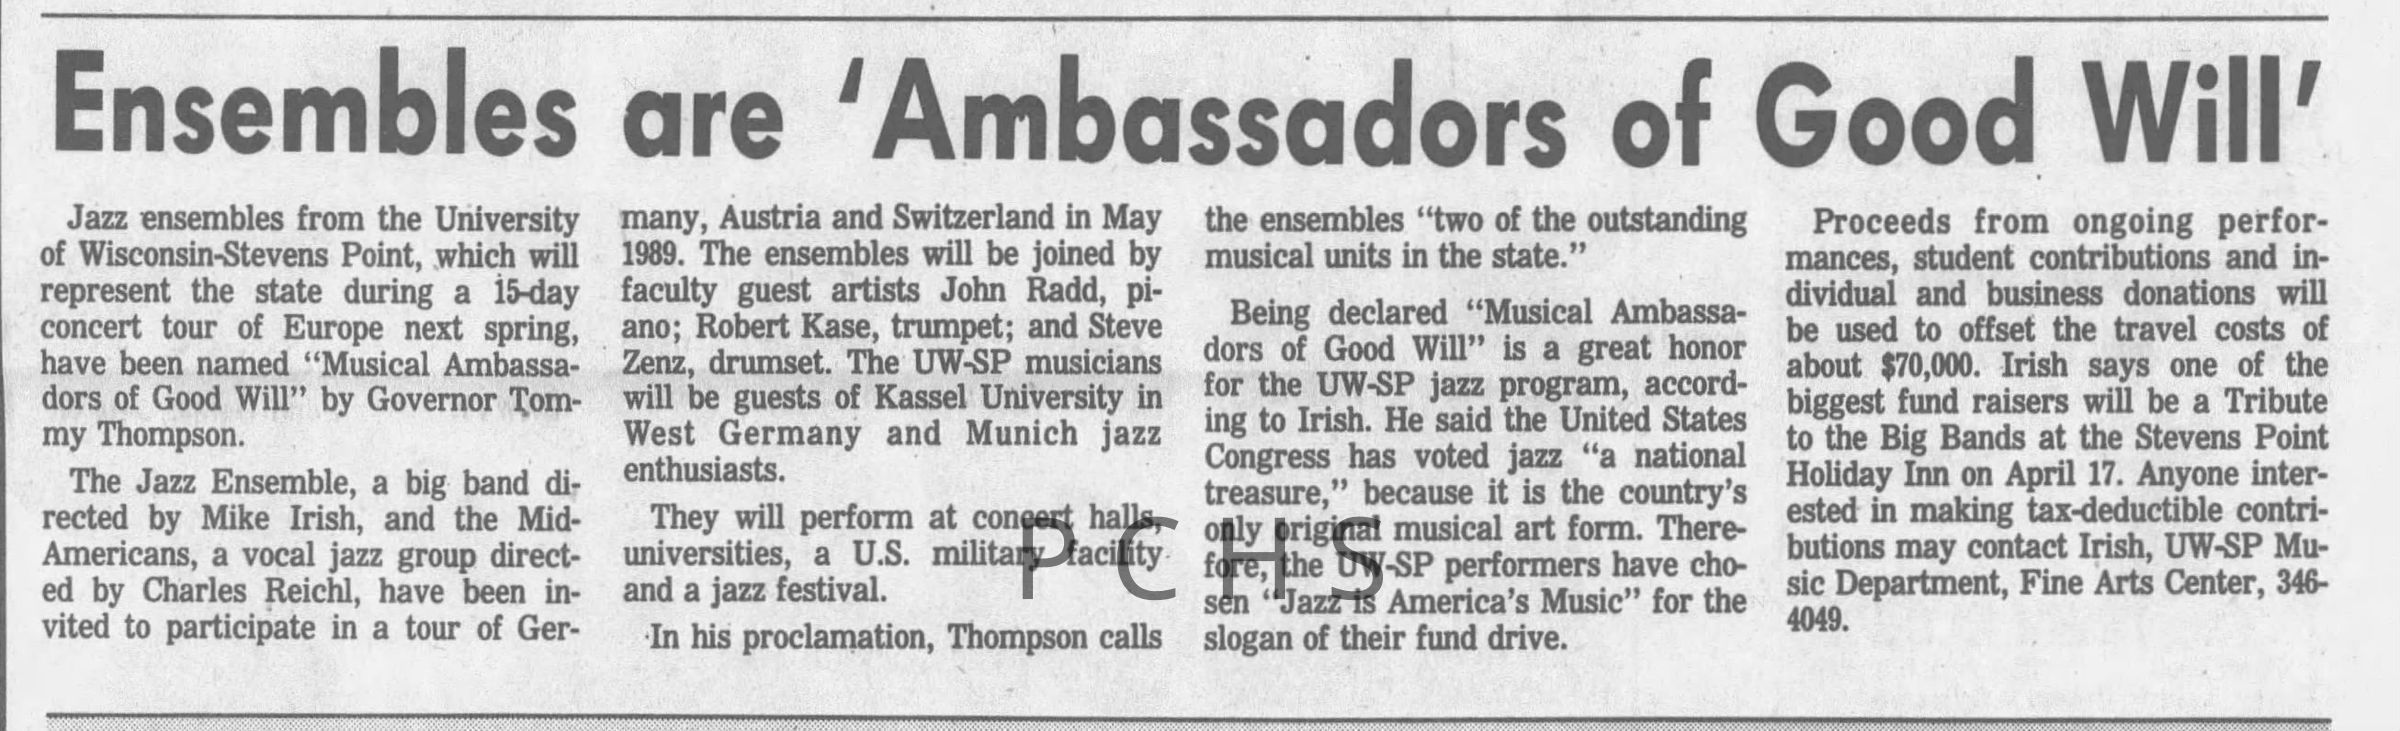 Ensembles are 'Ambassadors of Good Will'
Jazz ensembles from the University
of Wisconsin-Stevens Point, which will
represent the state during a 15-day
concert tour of Europe next spring,
have been named "Musical Ambassa-
dors of Good Will" by Governor Tom-
my Thompson.
The Jazz Ensemble, a big band di-
rected by Mike Irish, and the Mid-
Americans, a vocal jazz group direct-
ed by Charles Reichl, have been in-
vited to participate in a tour of Ger-
many, Austria and Switzerland in May
1989. The ensembles will be joined by
faculty guest artists John Radd, pi-
ano; Robert Kase, trumpet; and Steve
Zenz, drumset. The UW-SP musicians
will be guests of Kassel University in
West Germany and Munich jazz
enthusiasts.
They will perform at concert halls,
universities, a U.S. military facility
and a jazz festival.
In his proclamation, Thompson calls
the ensembles "two of the outstanding
musical units in the state."
Being declared "Musical Ambassa-
dors of Good Will" is a great honor
for the UW-SP jazz program, accord-
ing to Irish. He said the United States
Congress has voted jazz "a national
treasure," because it is the country's
only original musical art form. There-
fore, the UW-SP performers have cho-
sen "Jazz is America's Music" for the
slogan of their fund drive.
Proceeds from ongoing perfor-
mances, student contributions and in-
dividual and business donations will
be used to offset the travel costs of
about $70,000. Irish says one of the
biggest fund raisers will be a Tribute
to the Big Bands at the Stevens Point
Holiday Inn on April 17. Anyone inter-
ested in making tax-deductible contri-
butions may contact Irish, UW-SP Mu-
sic Department, Fine Arts Center, 346-
4049.
PCHS